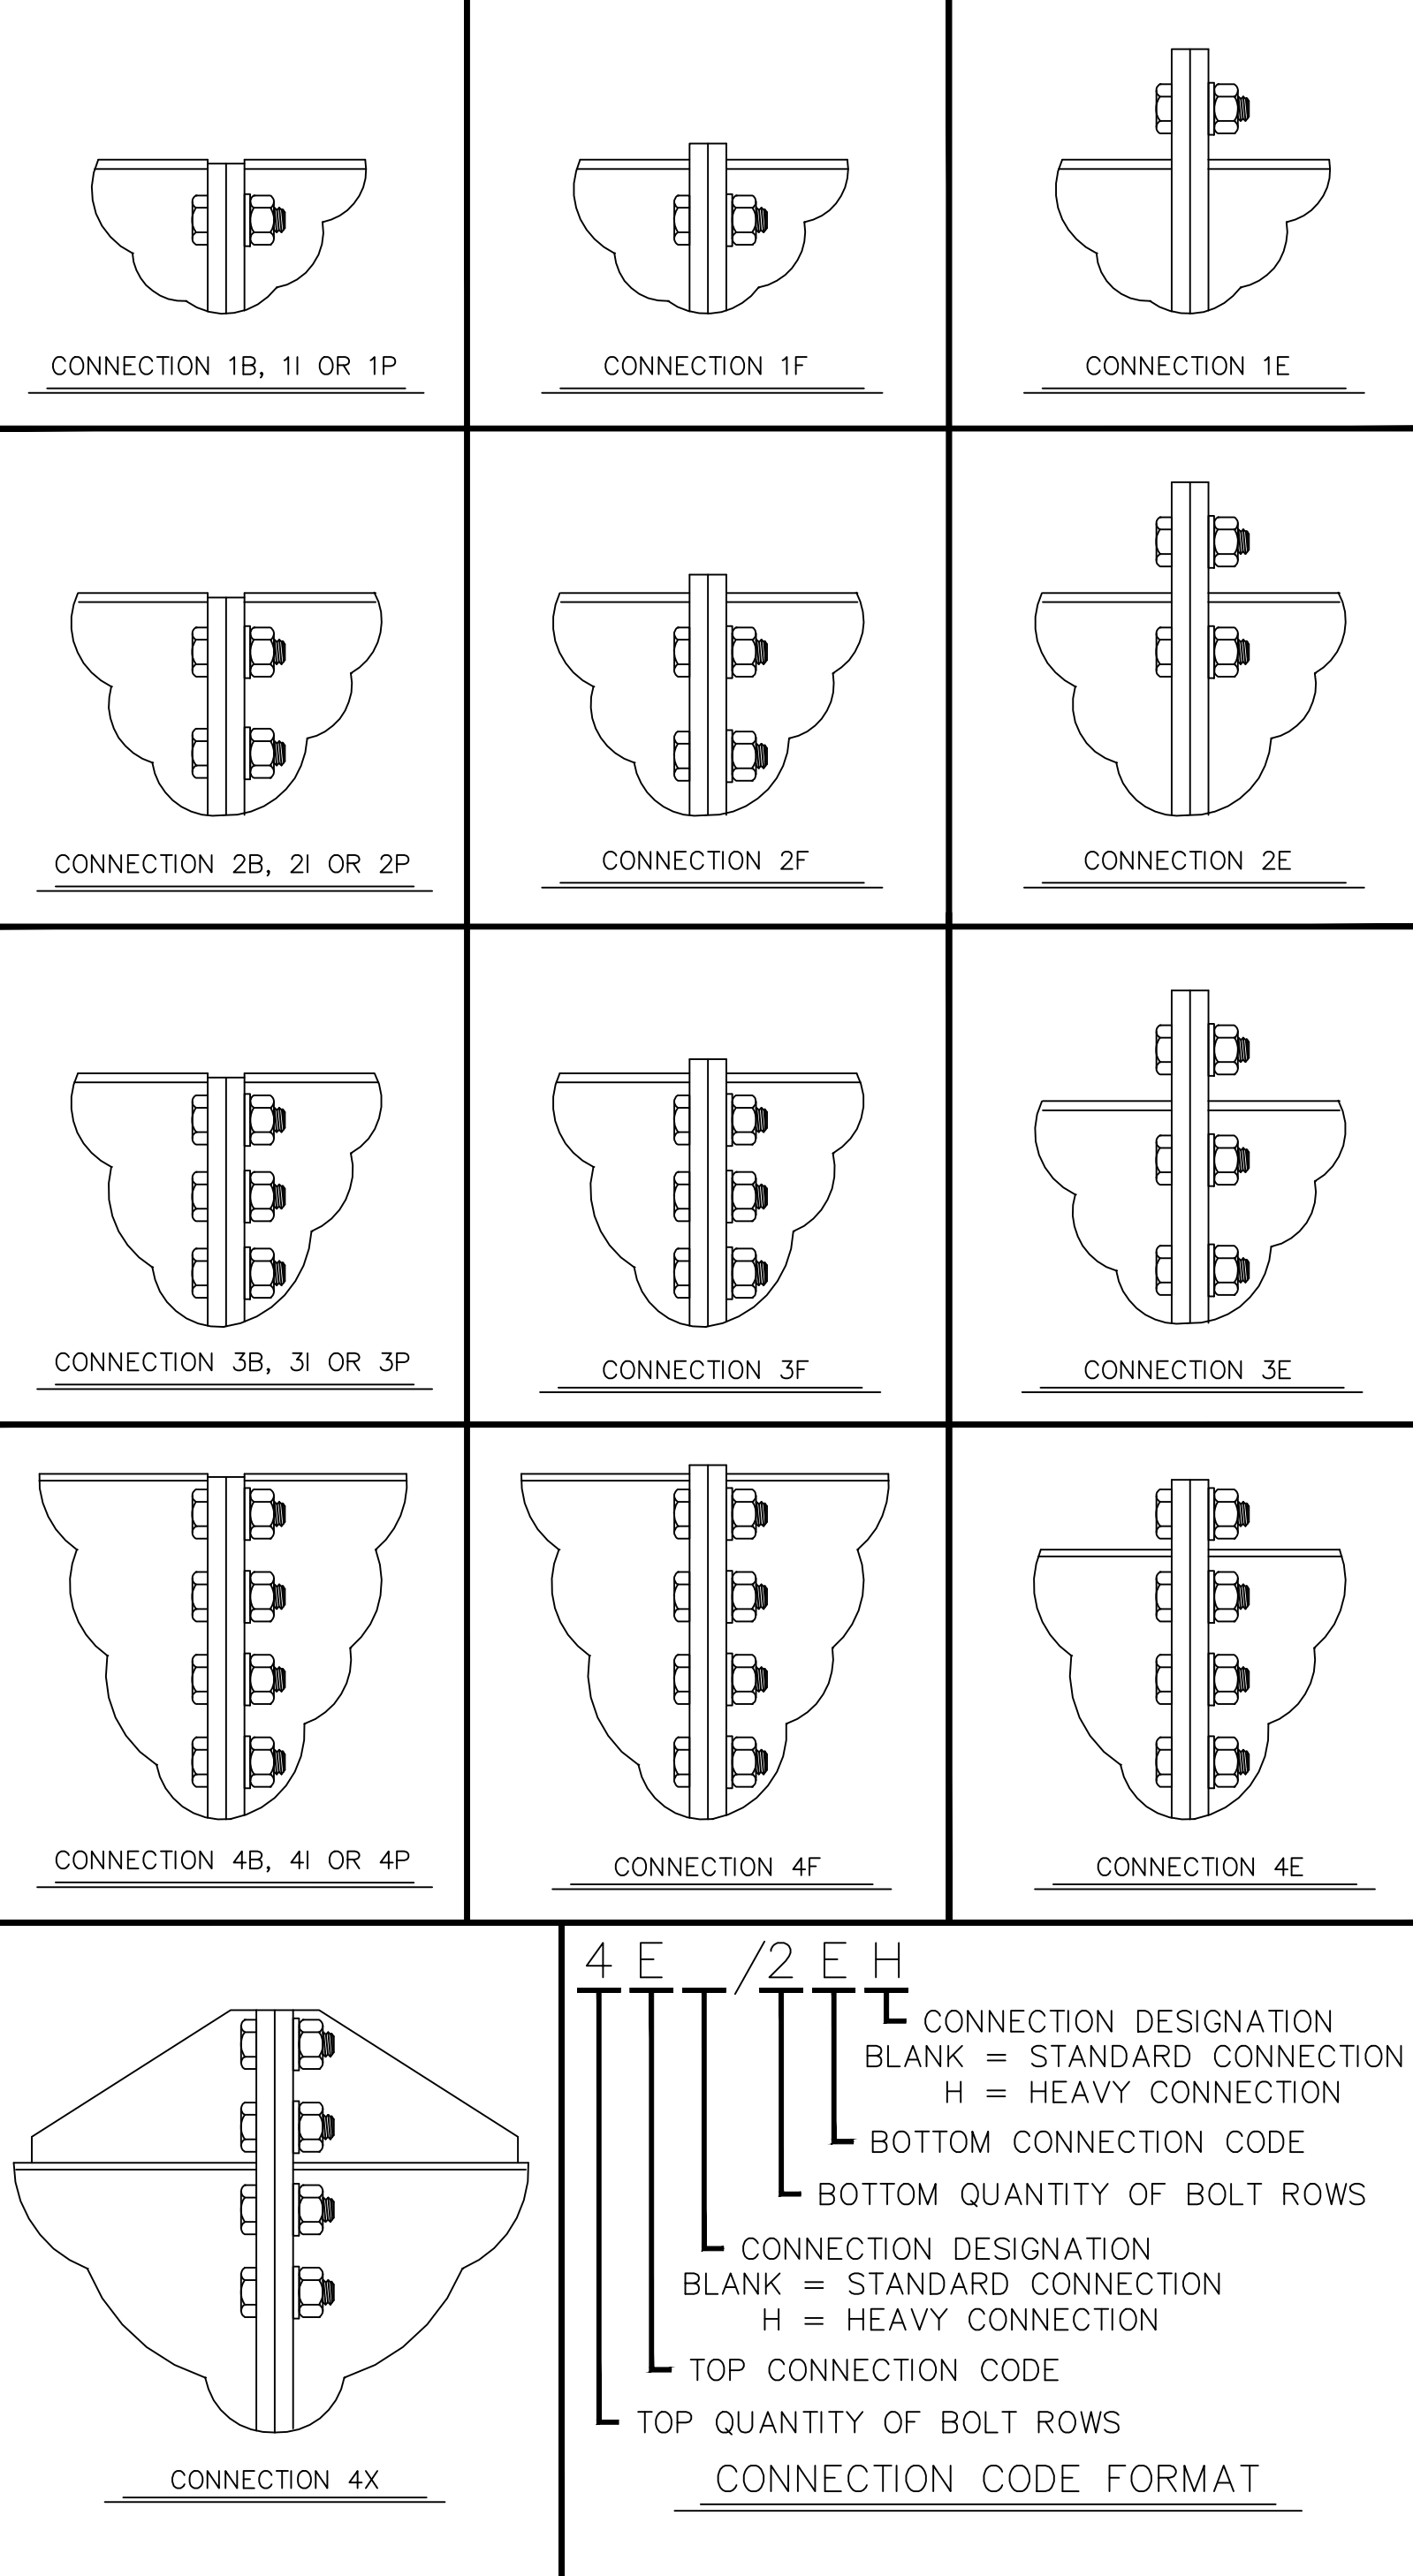 CONNECTION 1B, 1I OR 1P
CONNECTION 1F
CONNECTION 1E
CONNECTION 2B, 2I OR 2P
CONNECTION 2F
CONNECTION 2E
CONNECTION 3B, 3I OR 3P
CONNECTION 3F
CONNECTION 3E
CONNECTION 4B, 4I OR 4P
CONNECTION 4F
CONNECTION 4E
CONNECTION 4X
4 E /2 E H
CONNECTION DESIGNATION
BLANK = STANDARD CONNECTION
H = HEAVY CONNECTION
BOTTOM CONNECTION CODE
BOTTOM QUANTITY OF BOLT ROWS
CONNECTION DESIGNATION
BLANK = STANDARD CONNECTION
H = HEAVY CONNECTION
TOP CONNECTION CODE
TOP QUANTITY OF BOLT ROWS
CONNECTION CODE FORMAT